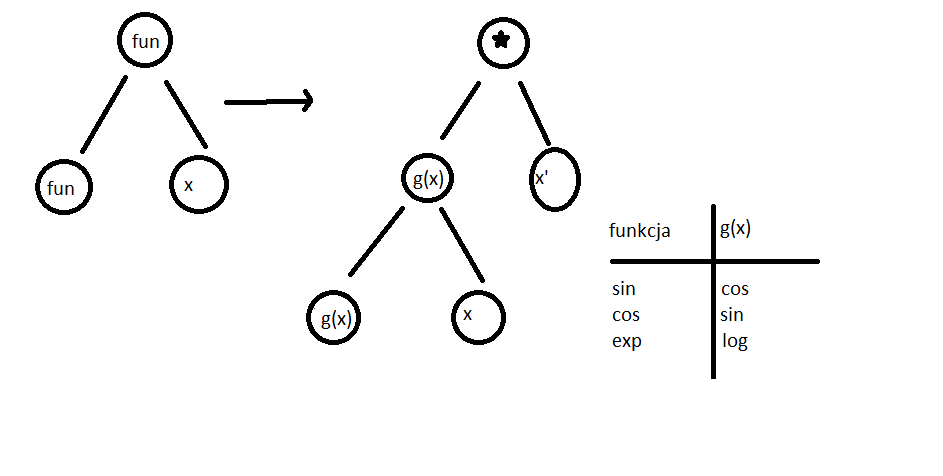 fun
★
fun
x
g(x)
x'
g(x)
x
funkcja g(x)
sin cos
cos sin
exp log